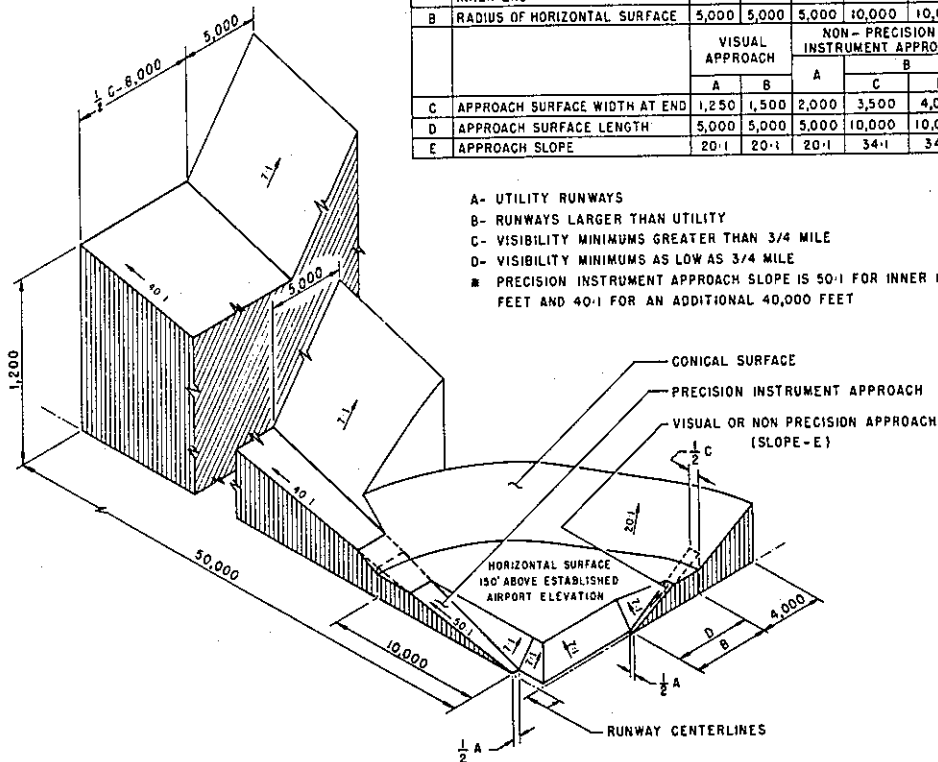 B RADIUS OF HORIZONTAL SURFACE 5,000 5,000 5,000 10,000
VISUAL APPROACH
NON-PRECISION
A B A B
C
C APPROACH SURFACE WIDTH AT END 1,250 1,500 2,000 3,500
D APPROACH SURFACE LENGTH 5,000 5,000 5,000 10,000
E APPROACH SLOPE 20:1 20:1 20:1 34:1
A- UTILITY RUNWAYS
B- RUNWAYS LARGER THAN UTILITY
C- VISIBILITY MINIMUMS GREATER THAN 3/4 MILE
D- VISIBILITY MINIMUMS AS LOW AS 3/4 MILE
* PRECISION INSTRUMENT APPROACH SLOPE IS 50:1 FOR INNER
FEET AND 40:1 FOR AN ADDITIONAL 40,000 FEET
5,000
1/2 C-8,000
7:1
40:1
5,000
1,200
CONICAL SURFACE
PRECISION INSTRUMENT APPROACH
VISUAL OR NON PRECISION APPROACH
(SLOPE-E)
1/2 C
7:1
40:1
20:1
50,000
HORIZONTAL SURFACE
150' ABOVE ESTABLISHED
AIRPORT ELEVATION
7:1
50:1
7:1
7:1
7:1
7:1
4,000
D
B
10,000
1/2 A
RUNWAY CENTERLINES
1/2 A